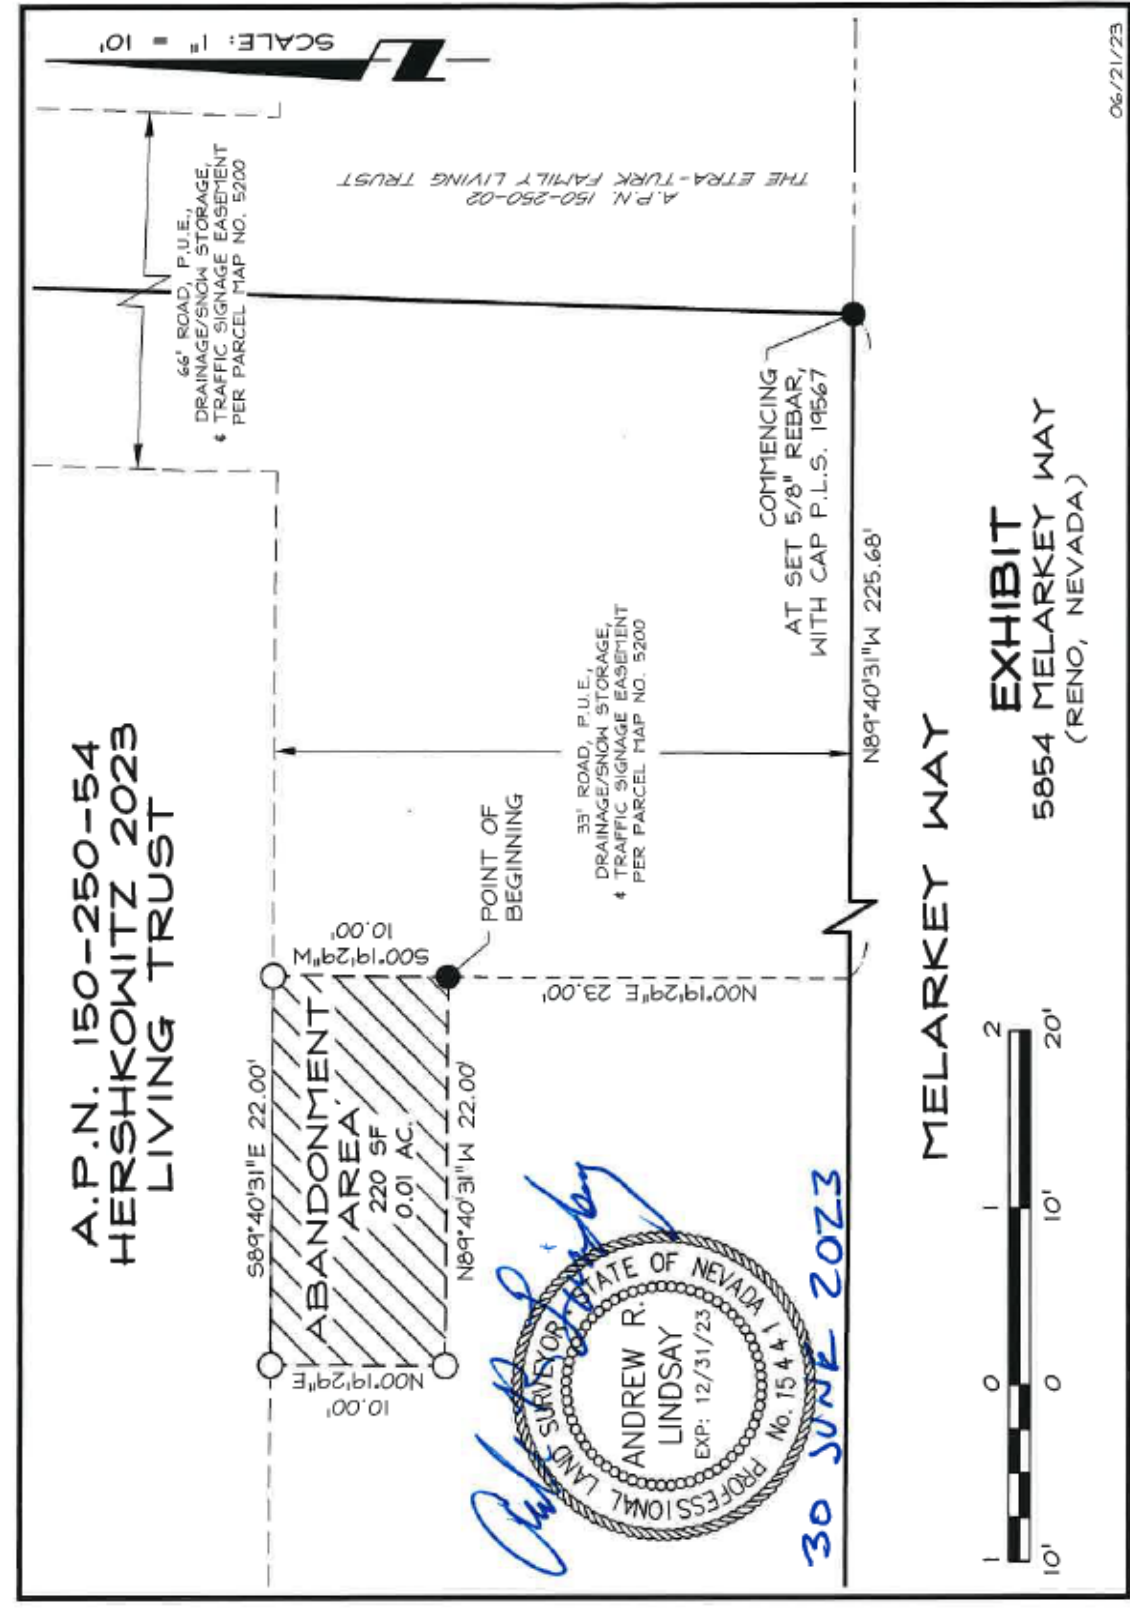 A.P.N. 150-250-54
HERSHKOWITZ 2023
LIVING TRUST
66' ROAD, P.U.E.,
DRAINAGE/SNOW STORAGE,
& TRAFFIC SIGNAGE EASEMENT
PER PARCEL MAP NO. 5200
SCALE: 1" = 10'
S89°40'31"E 22.00'
ABANDONMENT
AREA
220 SF
0.01 AC.
N00°19'29"E
10.00'
S00°19'29"W
10.00'
N89°40'31"W 22.00'
POINT OF
BEGINNING
N00°19'29"E 23.00'
33' ROAD, P.U.E.,
DRAINAGE/SNOW STORAGE,
& TRAFFIC SIGNAGE EASEMENT
PER PARCEL MAP NO. 5200
A.P.N. 150-250-02
THE ETRA-TURK FAMILY LIVING TRUST
COMMENCING
AT SET 5/8" REBAR,
WITH CAP P.L.S. 19567
N89°40'31"W 225.68'
PROFESSIONAL LAND SURVEYOR · STATE OF NEVADA
ANDREW R.
LINDSAY
EXP: 12/31/23
No. 15441
30 JUNE 2023
MELARKEY WAY
1 0 1 2
10' 0 10' 20'
EXHIBIT
5854 MELARKEY WAY
(RENO, NEVADA)
06/21/23